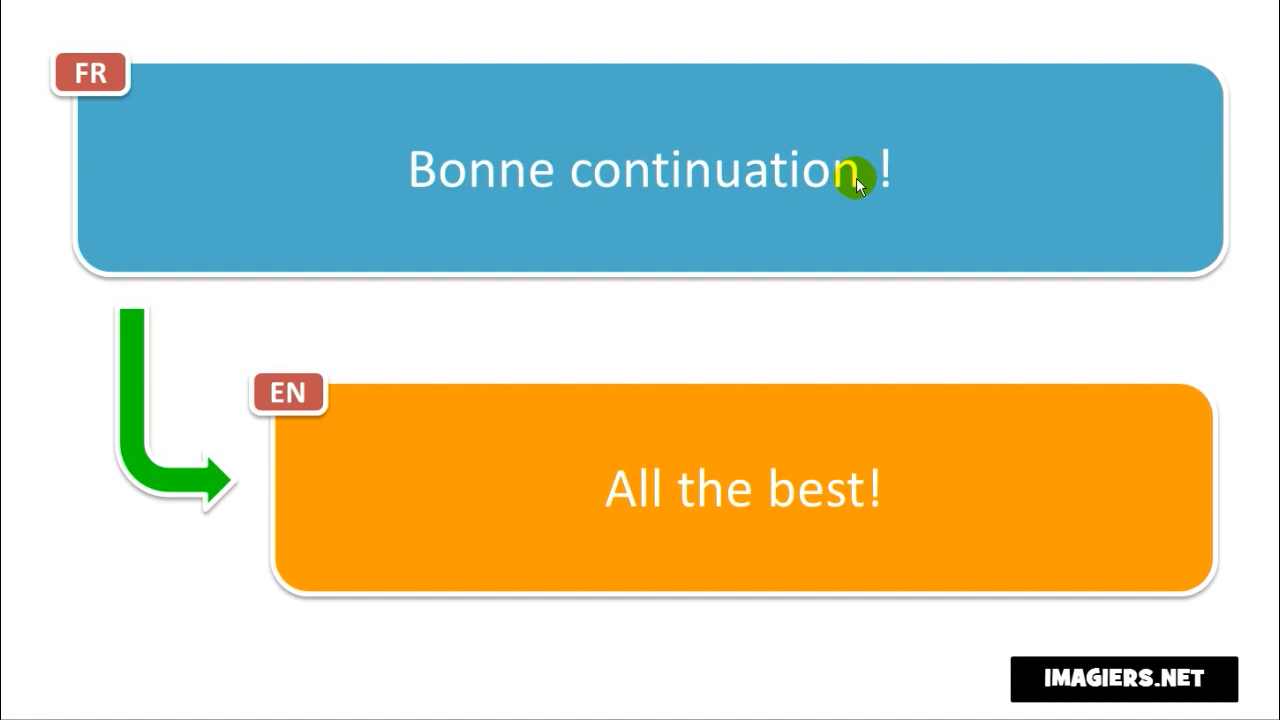 FR
Bonne continuation !
EN
All the best!
IMAGIERS.NET